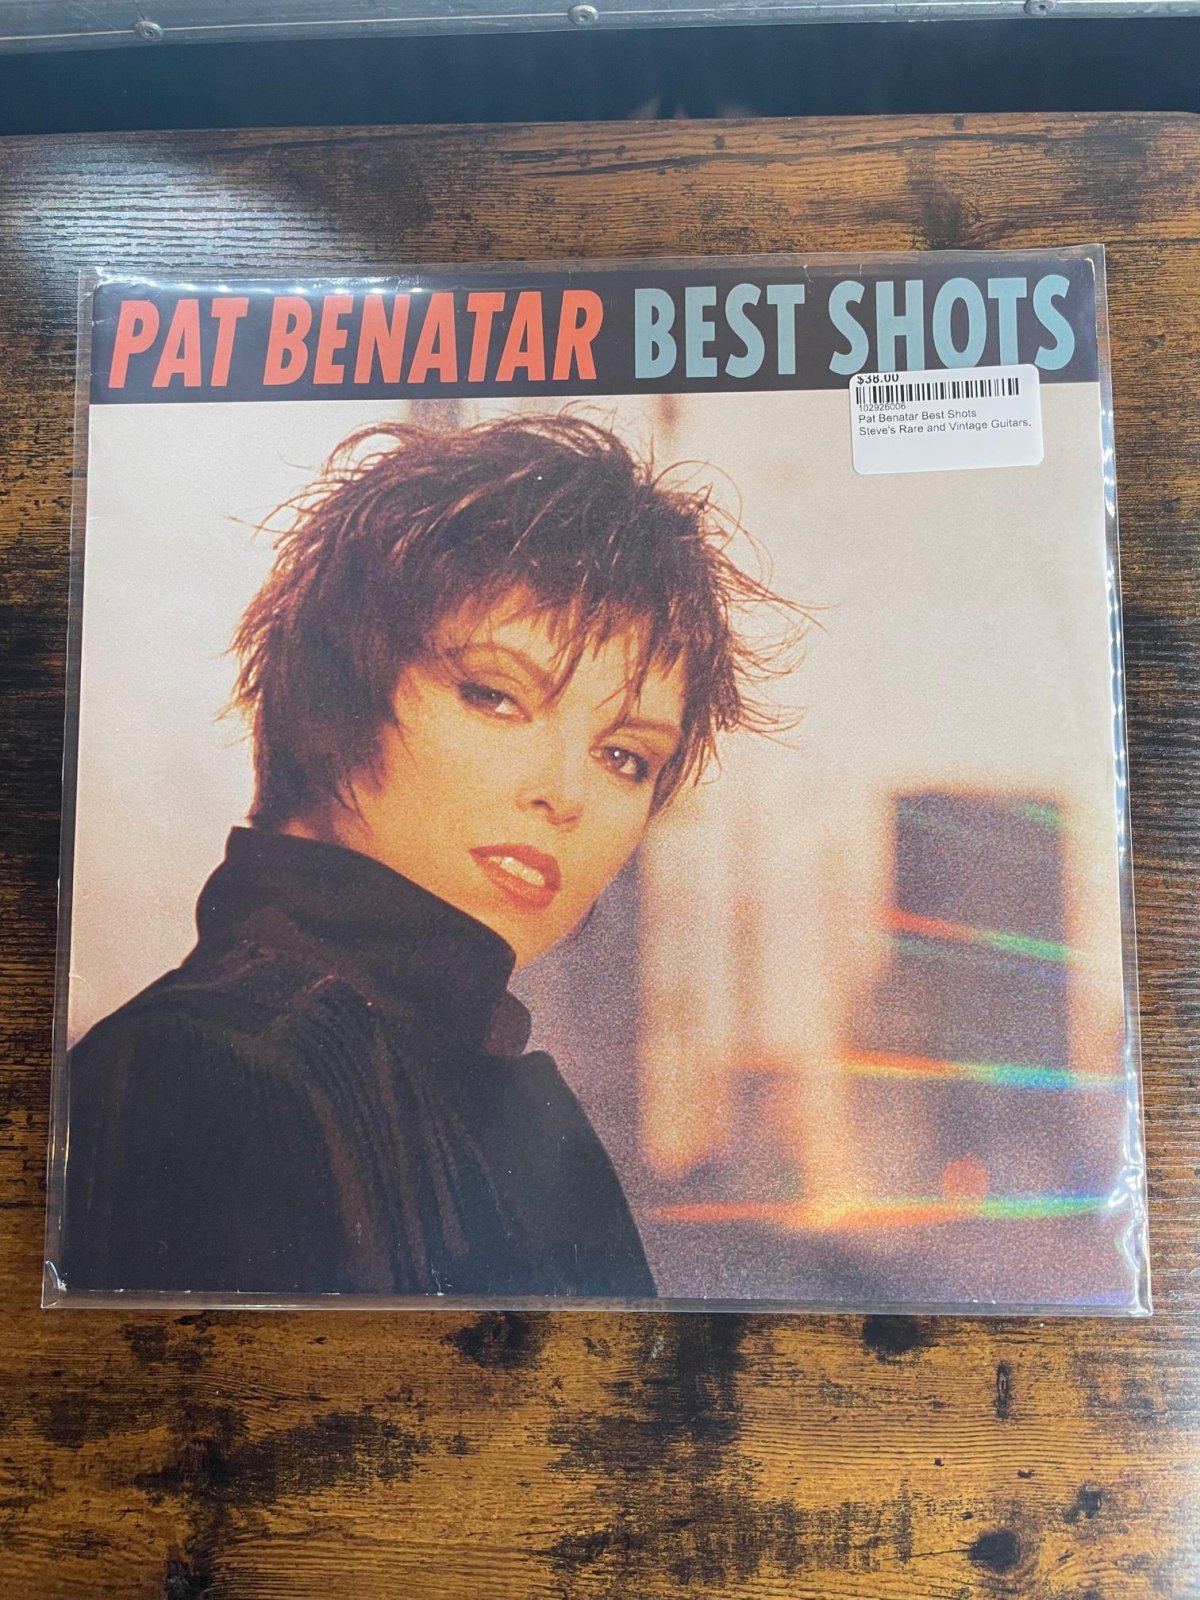 PAT BENATAR BEST SHOTS
$38.00
102926006
Pat Benatar Best Shots
Steve's Rare and Vintage Guitars,